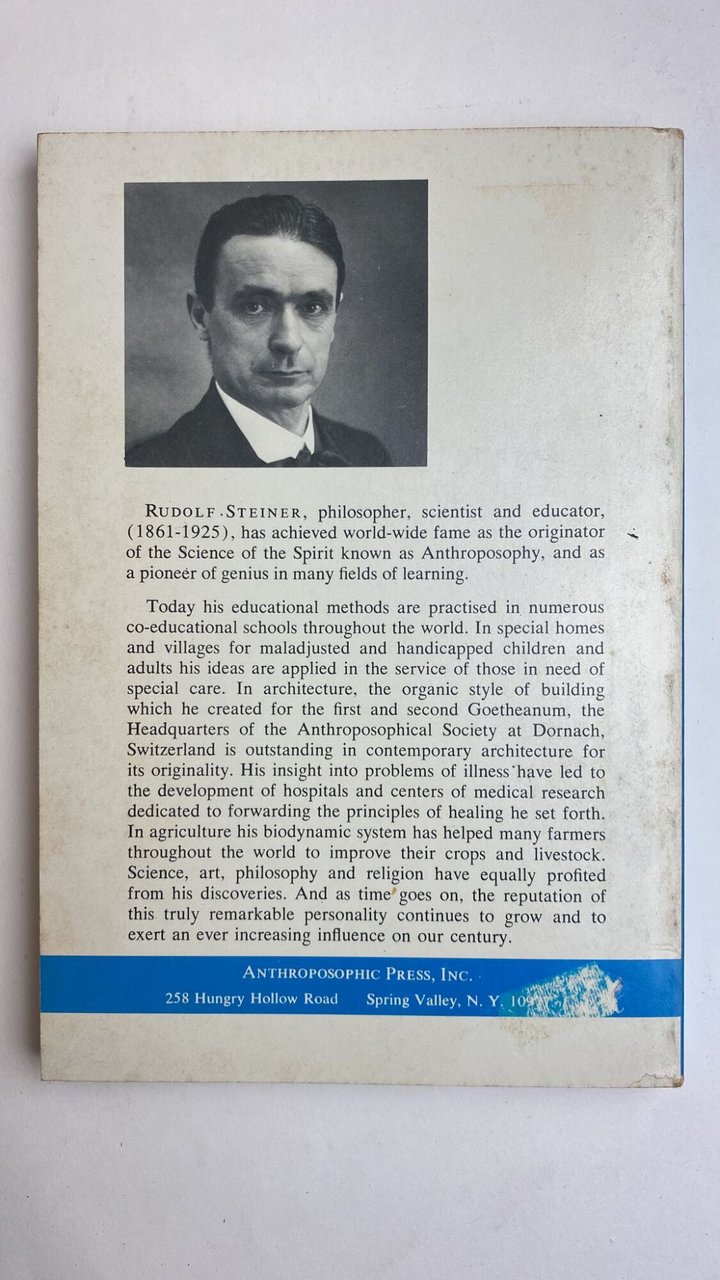 RUDOLF STEINER, philosopher, scientist and educator,
(1861-1925), has achieved world-wide fame as the originator
of the Science of the Spirit known as Anthroposophy, and as
a pioneer of genius in many fields of learning.
Today his educational methods are practised in numerous
co-educational schools throughout the world. In special homes
and villages for maladjusted and handicapped children and
adults his ideas are applied in the service of those in need of
special care. In architecture, the organic style of building
which he created for the first and second Goetheanum, the
Headquarters of the Anthroposophical Society at Dornach,
Switzerland is outstanding in contemporary architecture for
its originality. His insight into problems of illness have led to
the development of hospitals and centers of medical research
dedicated to forwarding the principles of healing he set forth.
In agriculture his biodynamic system has helped many farmers
throughout the world to improve their crops and livestock.
Science, art, philosophy and religion have equally profited
from his discoveries. And as time goes on, the reputation of
this truly remarkable personality continues to grow and to
exert an ever increasing influence on our century.
ANTHROPOSOPHIC PRESS, INC.
258 Hungry Hollow Road Spring Valley, N. Y.